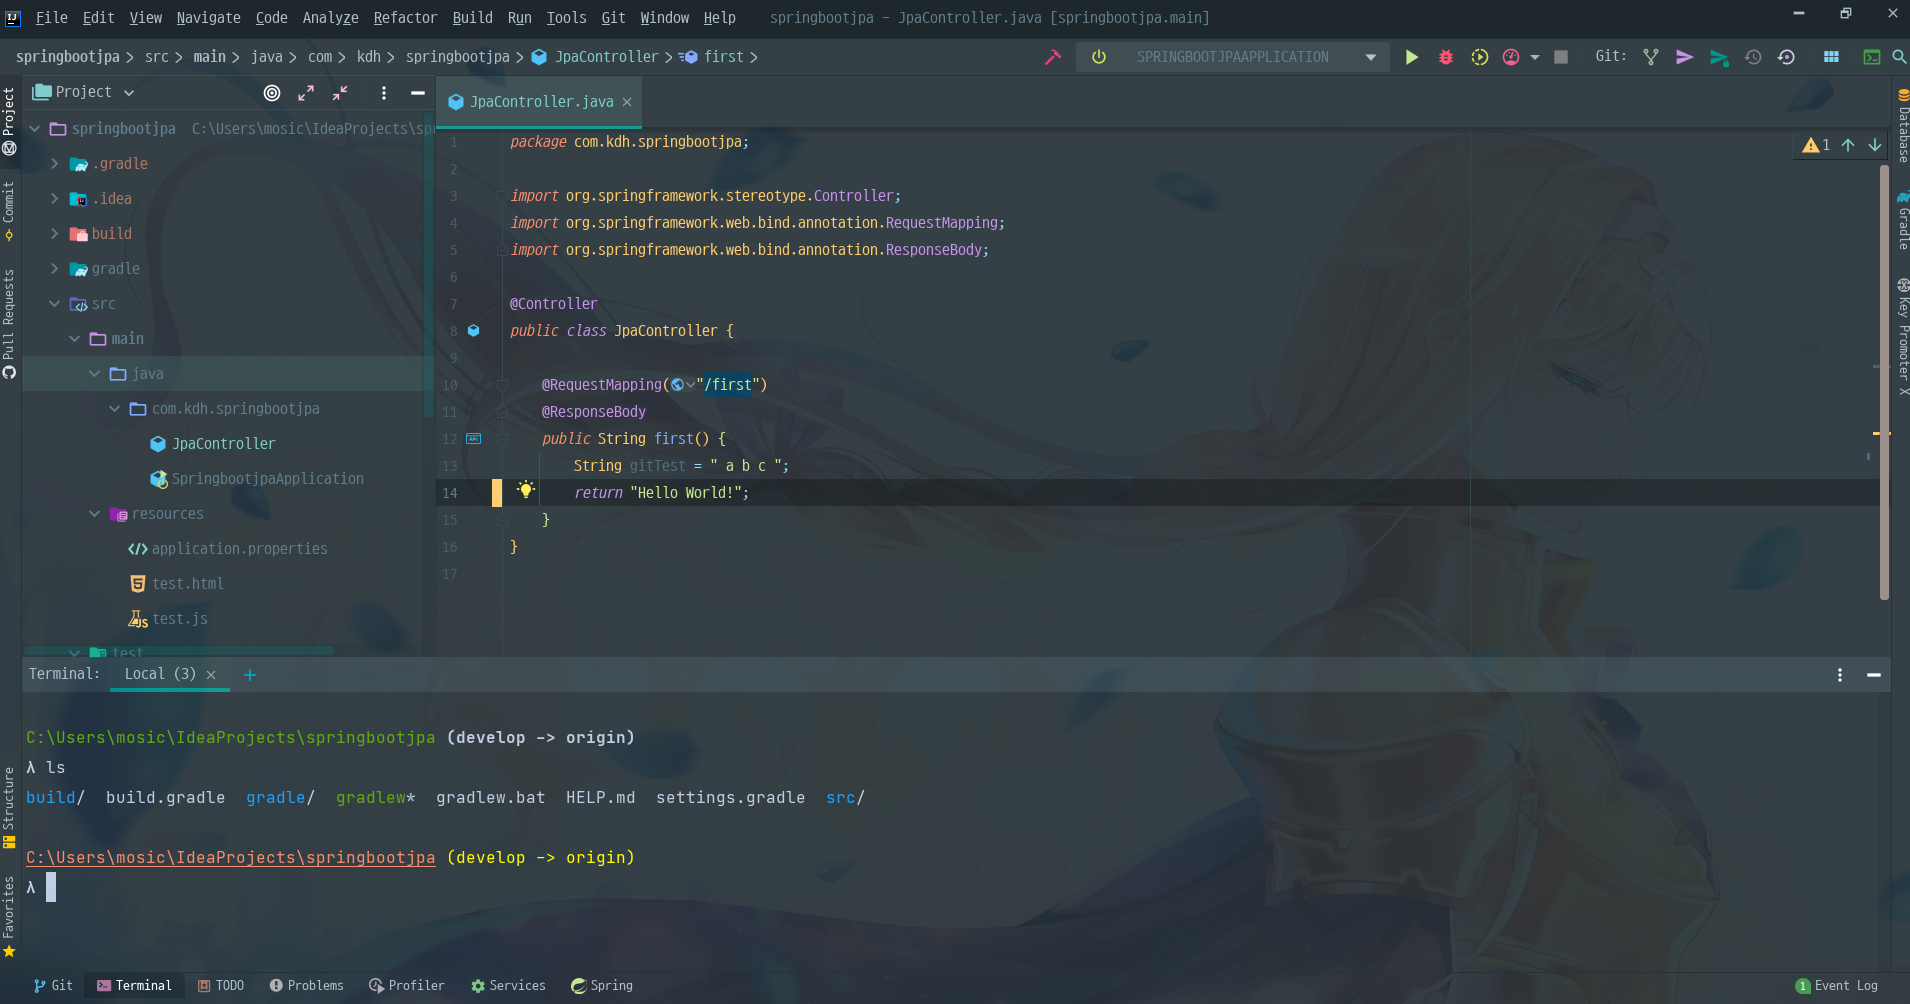 File Edit View Navigate Code Analyze Refactor Build Run Tools Git Window Help springbootjpa – JpaController.java [springbootjpa.main]
springbootjpa > src > main > java > com > kdh > springbootjpa > JpaController > first >
SPRINGBOOTJPAAPPLICATION
Git:
Project
springbootjpa C:\Users\mosic\IdeaProjects\spr
.gradle
.idea
build
gradle
src
main
java
com.kdh.springbootjpa
JpaController
SpringbootjpaApplication
resources
application.properties
test.html
test.js
test
Project
Commit
Pull Requests
Structure
Favorites
JpaController.java ×
1 package com.kdh.springbootjpa;
2
3 import org.springframework.stereotype.Controller;
4 import org.springframework.web.bind.annotation.RequestMapping;
5 import org.springframework.web.bind.annotation.ResponseBody;
6
7 @Controller
8 public class JpaController {
9
10 @RequestMapping("/first")
11 @ResponseBody
12 public String first() {
13 String gitTest = " a b c ";
14 return "Hello World!";
15 }
16 }
17
1
Database
Gradle
Key Promoter X
Terminal: Local (3) × +
C:\Users\mosic\IdeaProjects\springbootjpa (develop -> origin)
λ ls
build/ build.gradle gradle/ gradlew* gradlew.bat HELP.md settings.gradle src/
C:\Users\mosic\IdeaProjects\springbootjpa (develop -> origin)
λ
Git Terminal TODO Problems Profiler Services Spring 1 Event Log